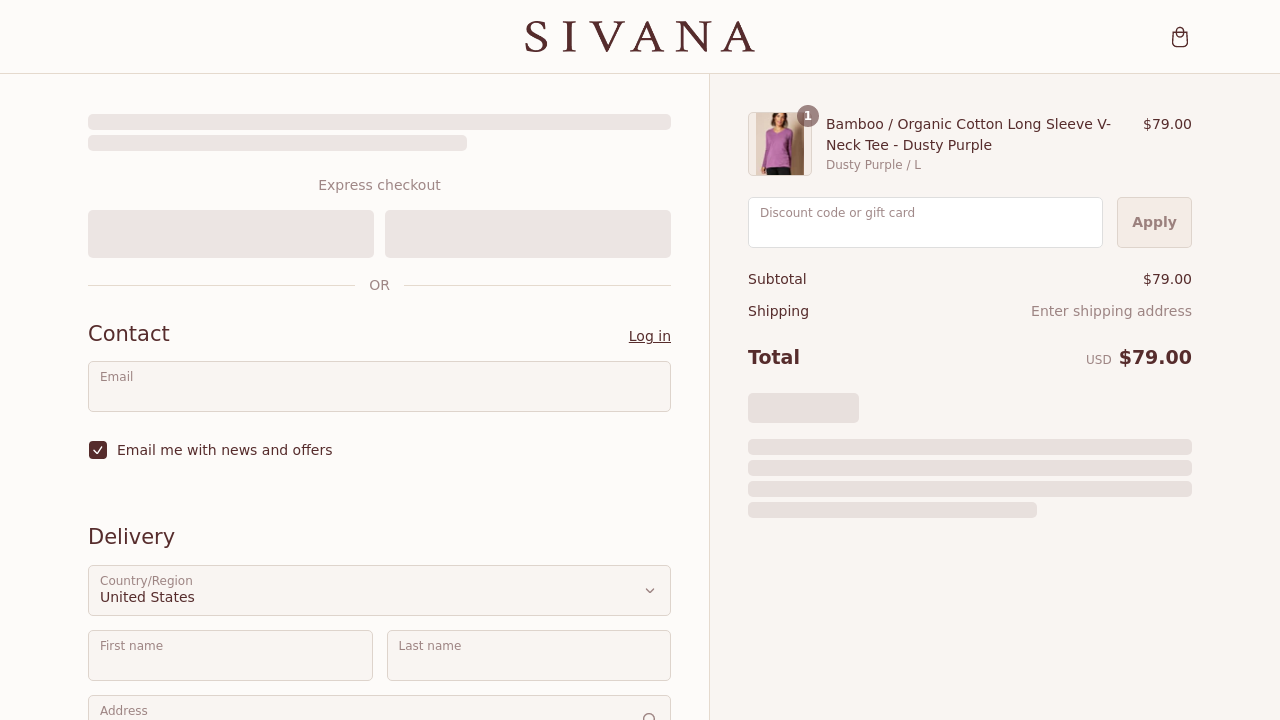 SIVANA
Express checkout
OR
Contact
Log in
Email
Email me with news and offers
Delivery
Country/Region
United States
First name
Last name
Address
1
Bamboo / Organic Cotton Long Sleeve V-
Neck Tee - Dusty Purple
Dusty Purple / L
$79.00
Discount code or gift card
Apply
Subtotal
$79.00
Shipping
Enter shipping address
Total
USD $79.00